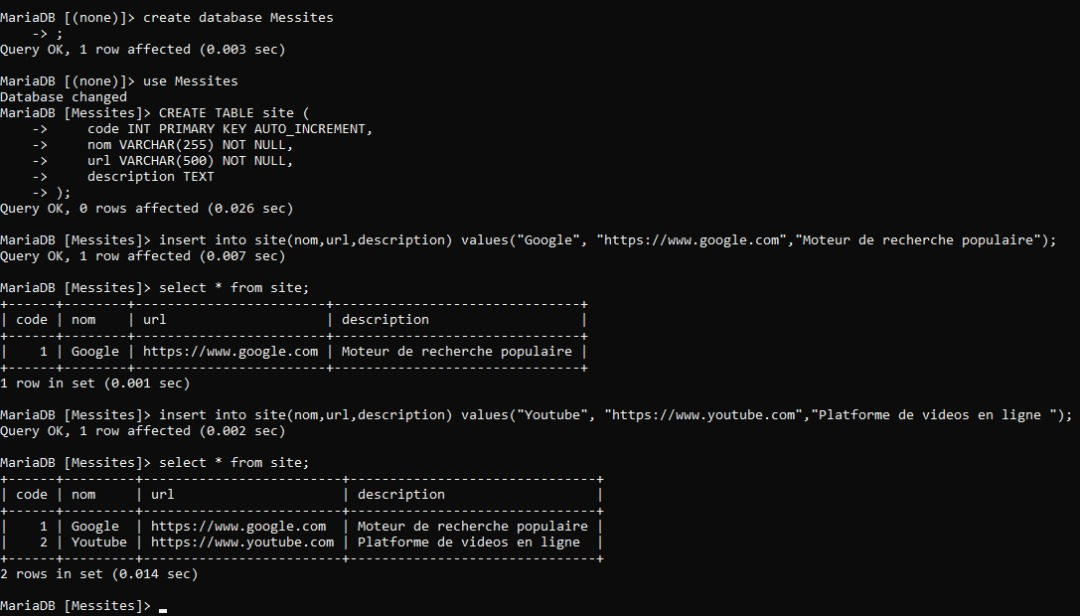 MariaDB [(none)]> create database Messites
    -> ;
Query OK, 1 row affected (0.003 sec)

MariaDB [(none)]> use Messites
Database changed
MariaDB [Messites]> CREATE TABLE site (
    ->     code INT PRIMARY KEY AUTO_INCREMENT,
    ->     nom VARCHAR(255) NOT NULL,
    ->     url VARCHAR(500) NOT NULL,
    ->     description TEXT
    -> );
Query OK, 0 rows affected (0.026 sec)

MariaDB [Messites]> insert into site(nom,url,description) values("Google", "https://www.google.com","Moteur de recherche populaire");
Query OK, 1 row affected (0.007 sec)

MariaDB [Messites]> select * from site;
+------+--------+------------------------+-------------------------------+
| code | nom    | url                    | description                   |
+------+--------+------------------------+-------------------------------+
|    1 | Google | https://www.google.com | Moteur de recherche populaire |
+------+--------+------------------------+-------------------------------+
1 row in set (0.001 sec)

MariaDB [Messites]> insert into site(nom,url,description) values("Youtube", "https://www.youtube.com","Platforme de videos en ligne ");
Query OK, 1 row affected (0.002 sec)

MariaDB [Messites]> select * from site;
+------+---------+-------------------------+-------------------------------+
| code | nom     | url                     | description                   |
+------+---------+-------------------------+-------------------------------+
|    1 | Google  | https://www.google.com  | Moteur de recherche populaire |
|    2 | Youtube | https://www.youtube.com | Platforme de videos en ligne  |
+------+---------+-------------------------+-------------------------------+
2 rows in set (0.014 sec)

MariaDB [Messites]> _